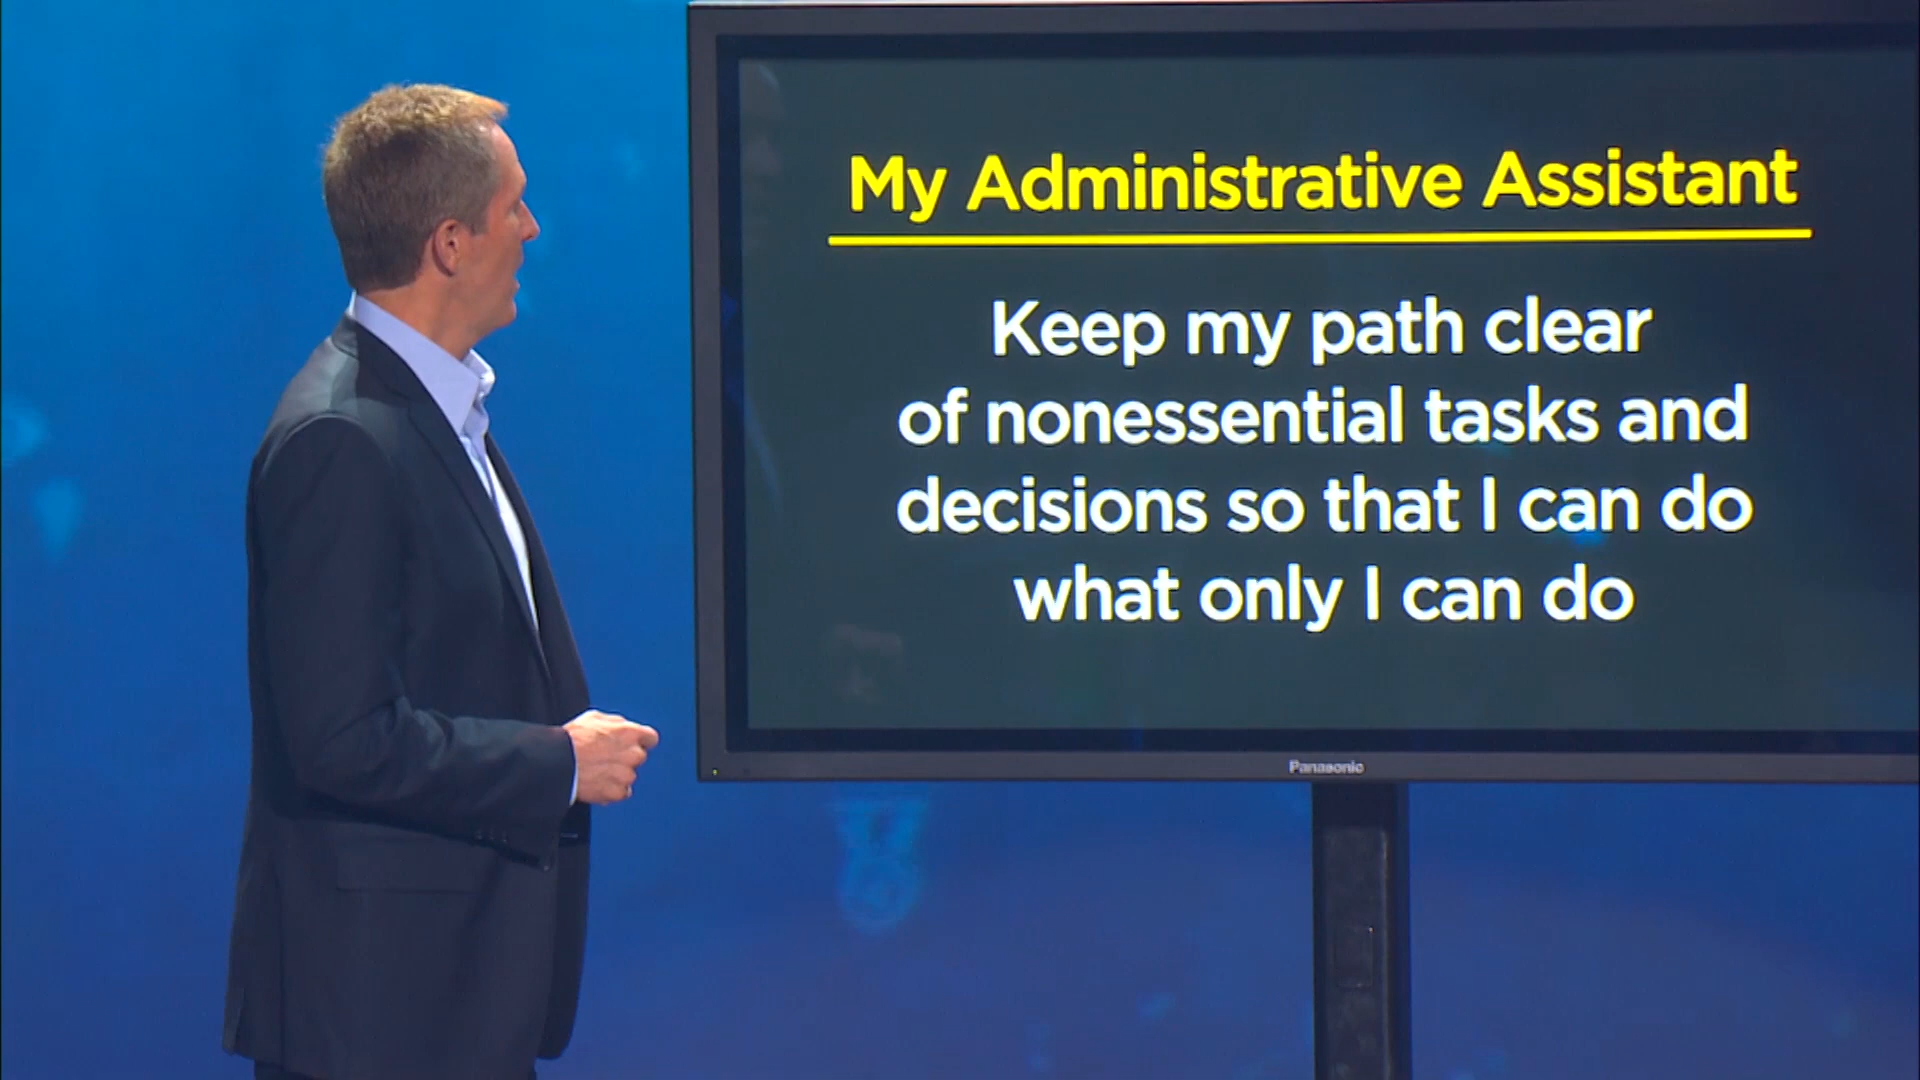 My Administrative Assistant
Keep my path clear
of nonessential tasks and
decisions so that I can do
what only I can do
Panasonic